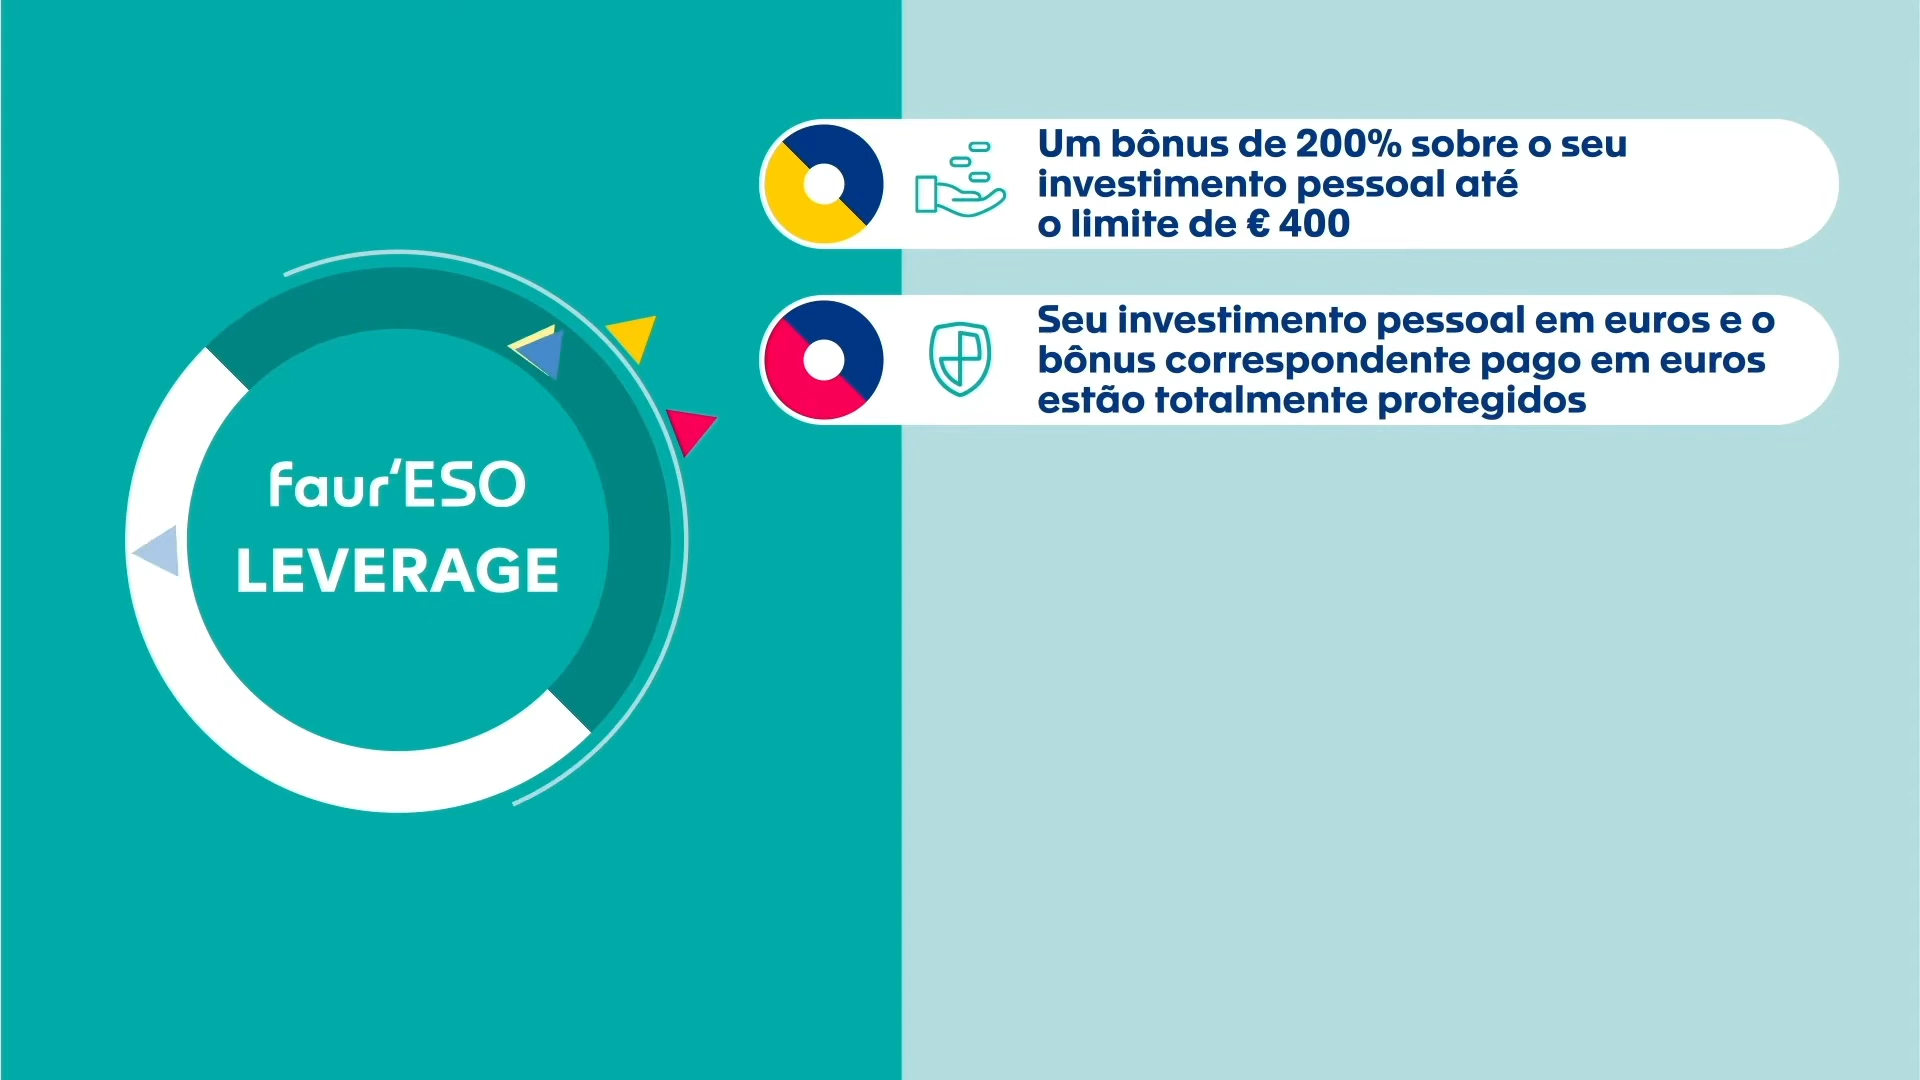 faur'ESO
LEVERAGE
Um bônus de 200% sobre o seu
investimento pessoal até
o limite de € 400
Seu investimento pessoal em euros e o
bônus correspondente pago em euros
estão totalmente protegidos